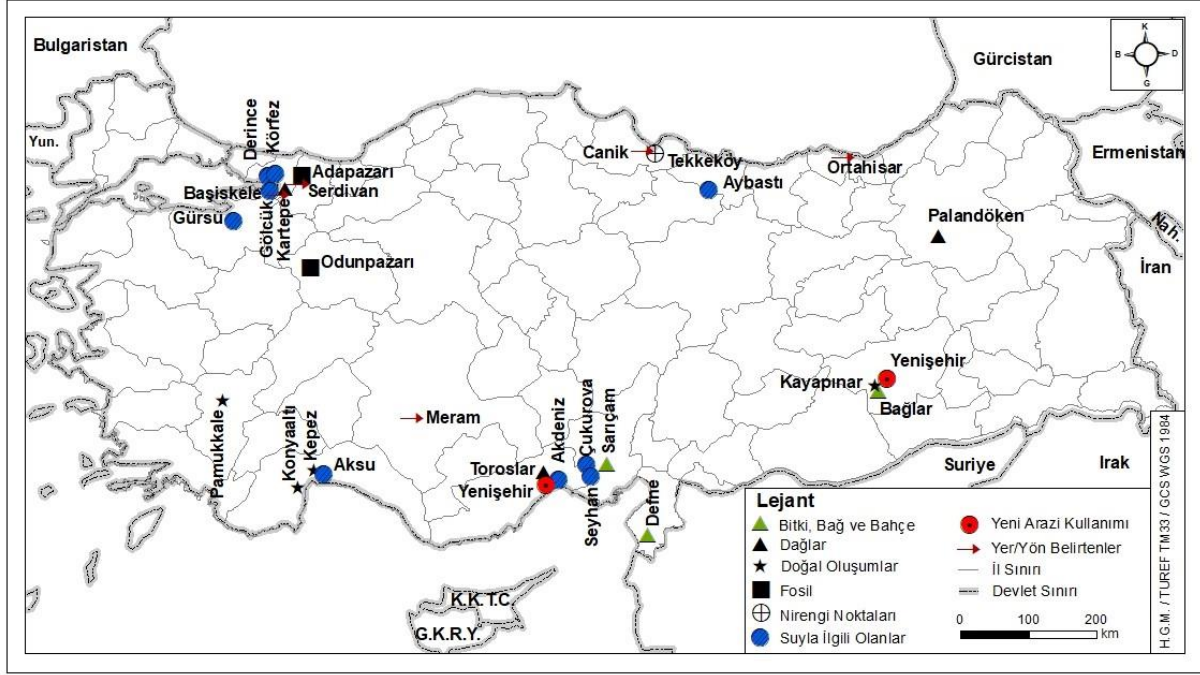 Bulgaristan
K
B
D
G
Gürcistan
Yun.
Ermenistan
Nah.
İran
Derince
Körfez
Adapazarı
Serdivan
Başiskele
Gölcük
Kartepe
Gürsu
Odunpazarı
Canik
Tekkeköy
Aybastı
Ortahisar
Palandöken
Yenişehir
Kayapınar
Bağlar
Pamukkale
Konyaaltı
Kepez
Aksu
Meram
Toroslar
Yenişehir
Akdeniz
Çukurova
Seyhan
Sarıçam
Defne
Suriye
Irak
K.K.T.C.
G.K.R.Y.
Lejant
Bitki, Bağ ve Bahçe
Dağlar
Doğal Oluşumlar
Fosil
Nirengi Noktaları
Suyla İlgili Olanlar
Yeni Arazi Kullanımı
Yer/Yön Belirtenler
İl Sınırı
Devlet Sınırı
0 100 200
km
H.G.M. / TUREF TM33 / GCS WGS 1984